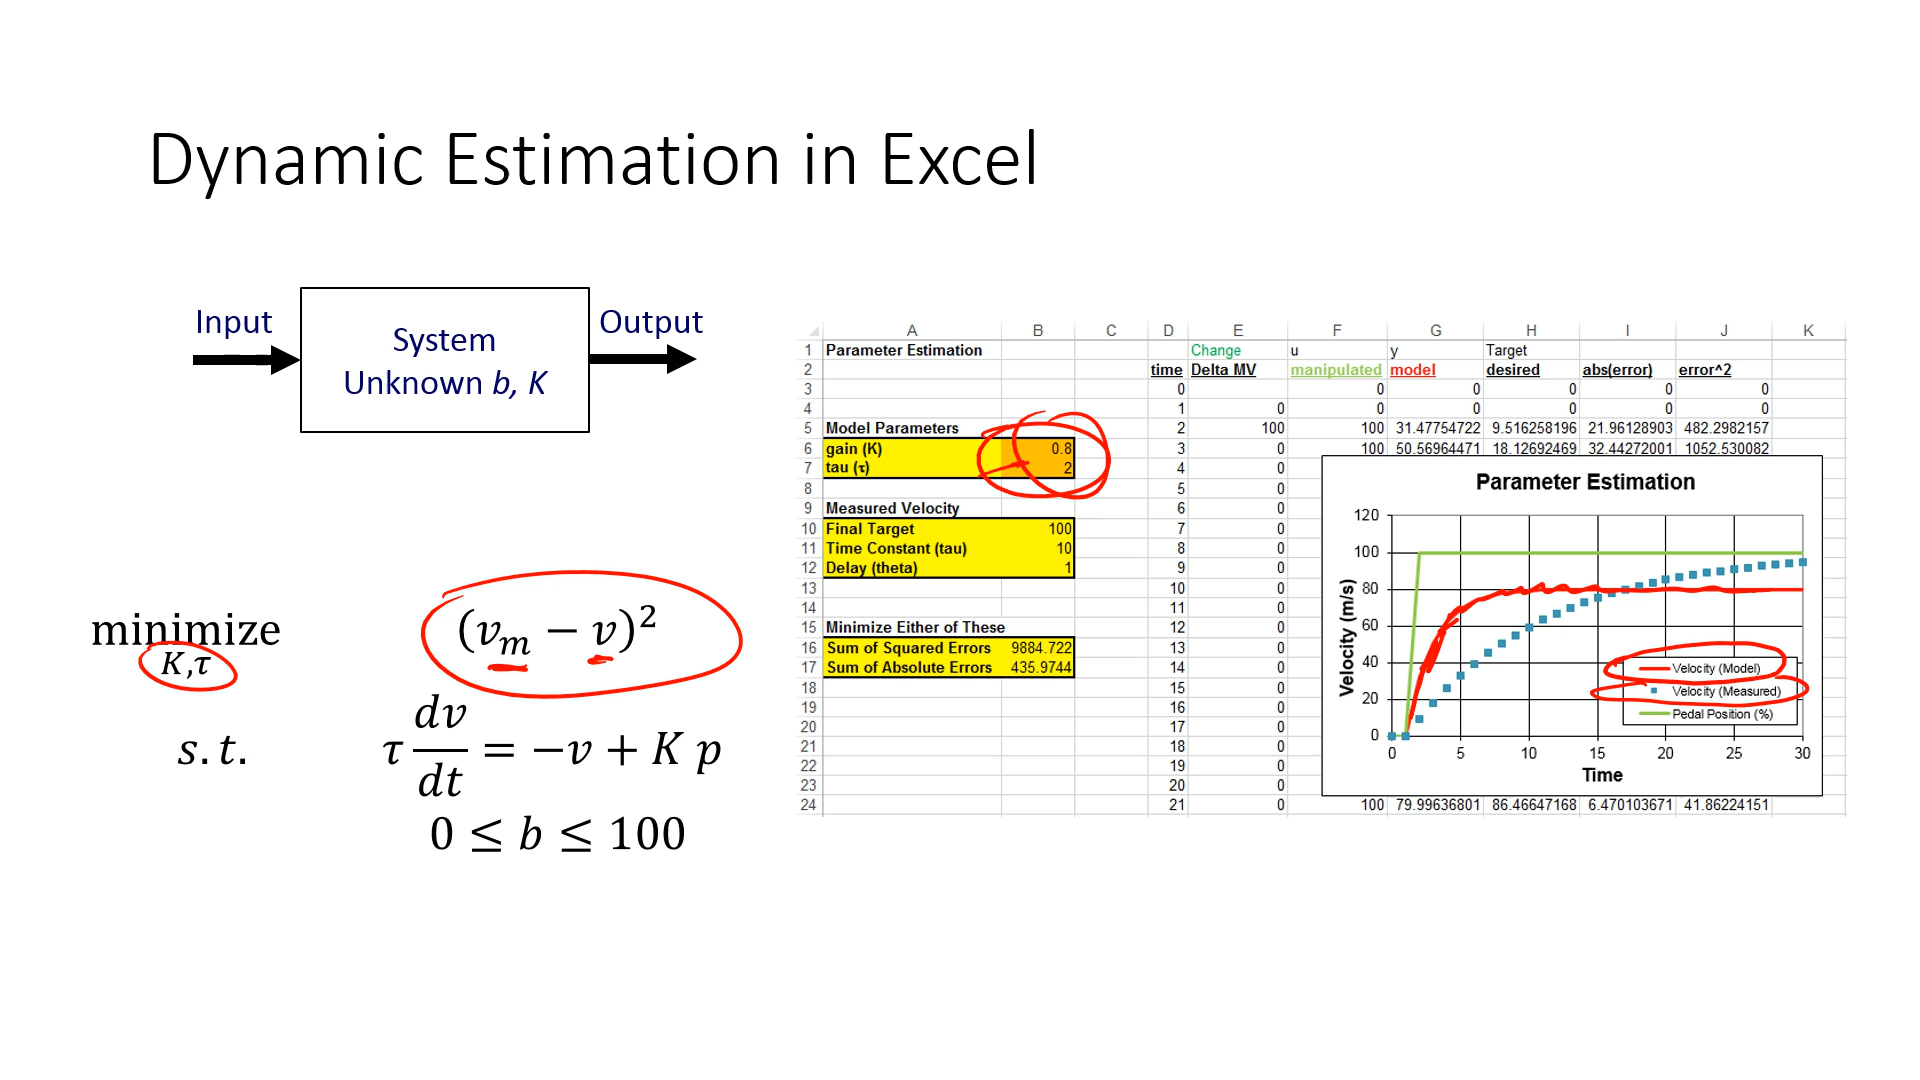 Dynamic Estimation in Excel
Input
System
Unknown b, K
Output
minimize
K,τ
(vₘ − v)²
s.t.
τ dv/dt = −v + K p
0 ≤ b ≤ 100
A B C D E F G H I J K
1 Parameter Estimation Change u y Target
2 time Delta MV manipulated model desired abs(error) error^2
3 0 0 0 0 0 0
4 1 0 0 0 0 0 0
5 Model Parameters 2 100 100 31.47754722 9.516258196 21.96128903 482.2982157
6 gain (K) 0.8 3 0 100 50.56964471 18.12692469 32.44272001 1052.530082
7 tau (τ) 2 4 0
8 5 0
9 Measured Velocity 6 0
10 Final Target 100 7 0
11 Time Constant (tau) 10 8 0
12 Delay (theta) 1 9 0
13 10 0
14 11 0
15 Minimize Either of These 12 0
16 Sum of Squared Errors 9884.722 13 0
17 Sum of Absolute Errors 435.9744 14 0
18 15 0
19 16 0
20 17 0
21 18 0
22 19 0
23 20 0
24 21 0 100 79.99636801 86.46647168 6.470103671 41.86224151
Parameter Estimation
120
100
80
60
40
20
0
Velocity (m/s)
Velocity (Model)
Velocity (Measured)
Pedal Position (%)
0 5 10 15 20 25 30
Time